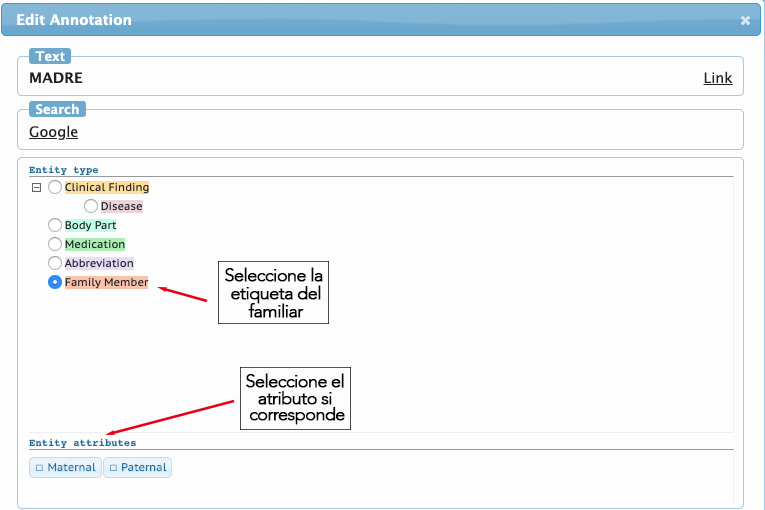 Edit Annotation
Text
MADRE Link
Search
Google
Entity type
Clinical Finding
Disease
Body Part
Medication
Abbreviation
Family Member
Seleccione la
etiqueta del
familiar
Seleccione el
atributo si
corresponde
Entity attributes
Maternal Paternal